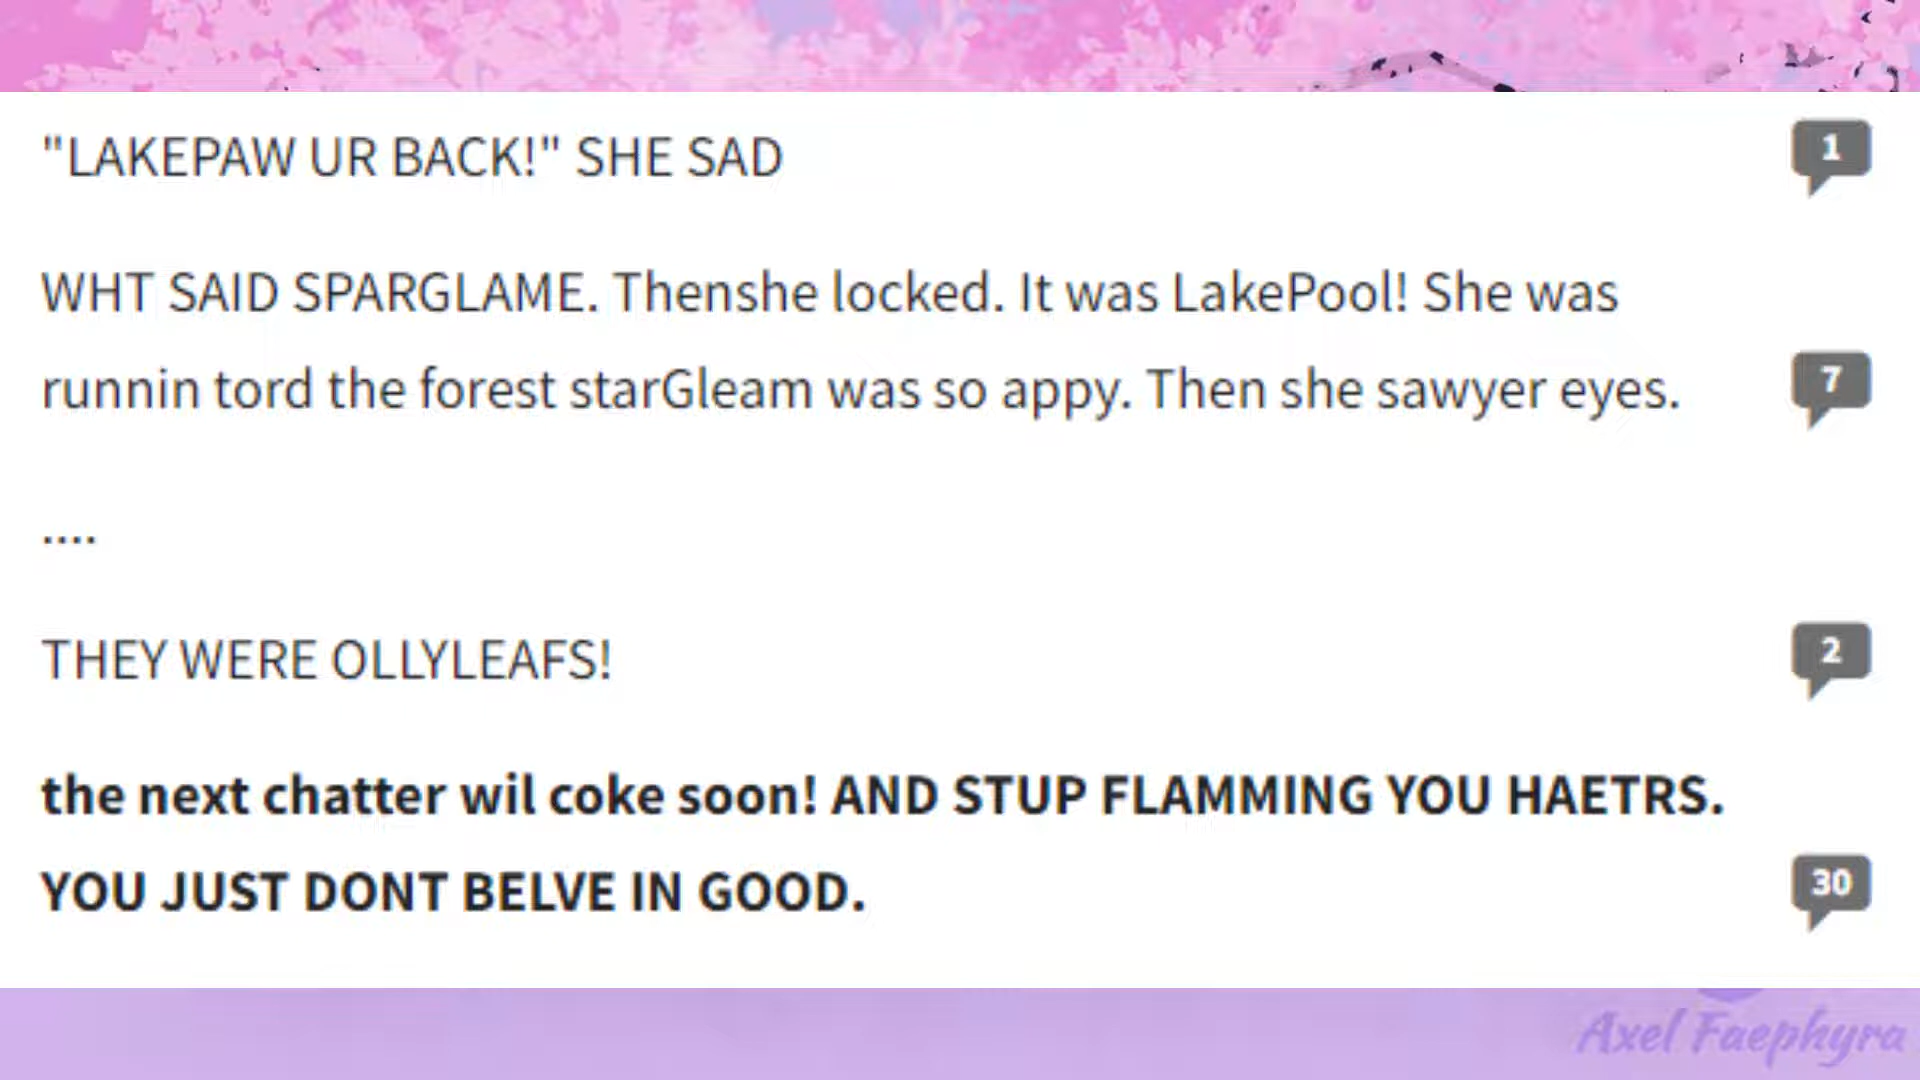 "LAKEPAW UR BACK!" SHE SAD
1
WHT SAID SPARGLAME. Thenshe locked. It was LakePool! She was
runnin tord the forest starGleam was so appy. Then she sawyer eyes.
7
....
THEY WERE OLLYLEAFS!
2
the next chatter wil coke soon! AND STUP FLAMMING YOU HAETRS.
YOU JUST DONT BELVE IN GOOD.
30
Axel Faephyra